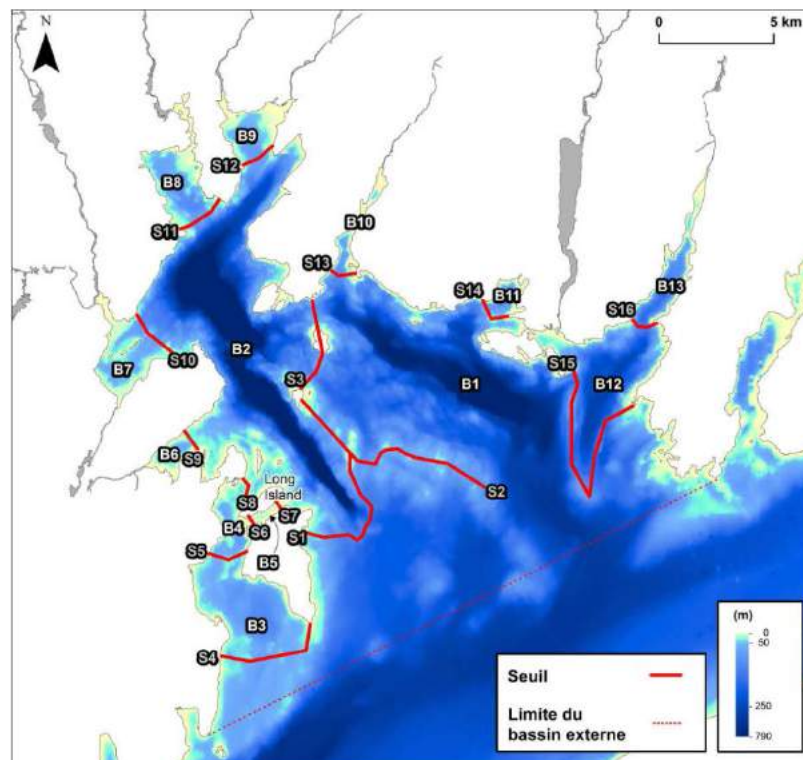 N
0
5 km
B9
S12
B8
S11
B10
S13
S14
B11
S16
B13
S10
B7
B2
S3
B1
S15
B12
B6
S9
Long
Island
S8
S7
B4
S6
S5
B5
S1
S2
B3
S4
(m)
0
50
250
790
Seuil
Limite du
bassin externe